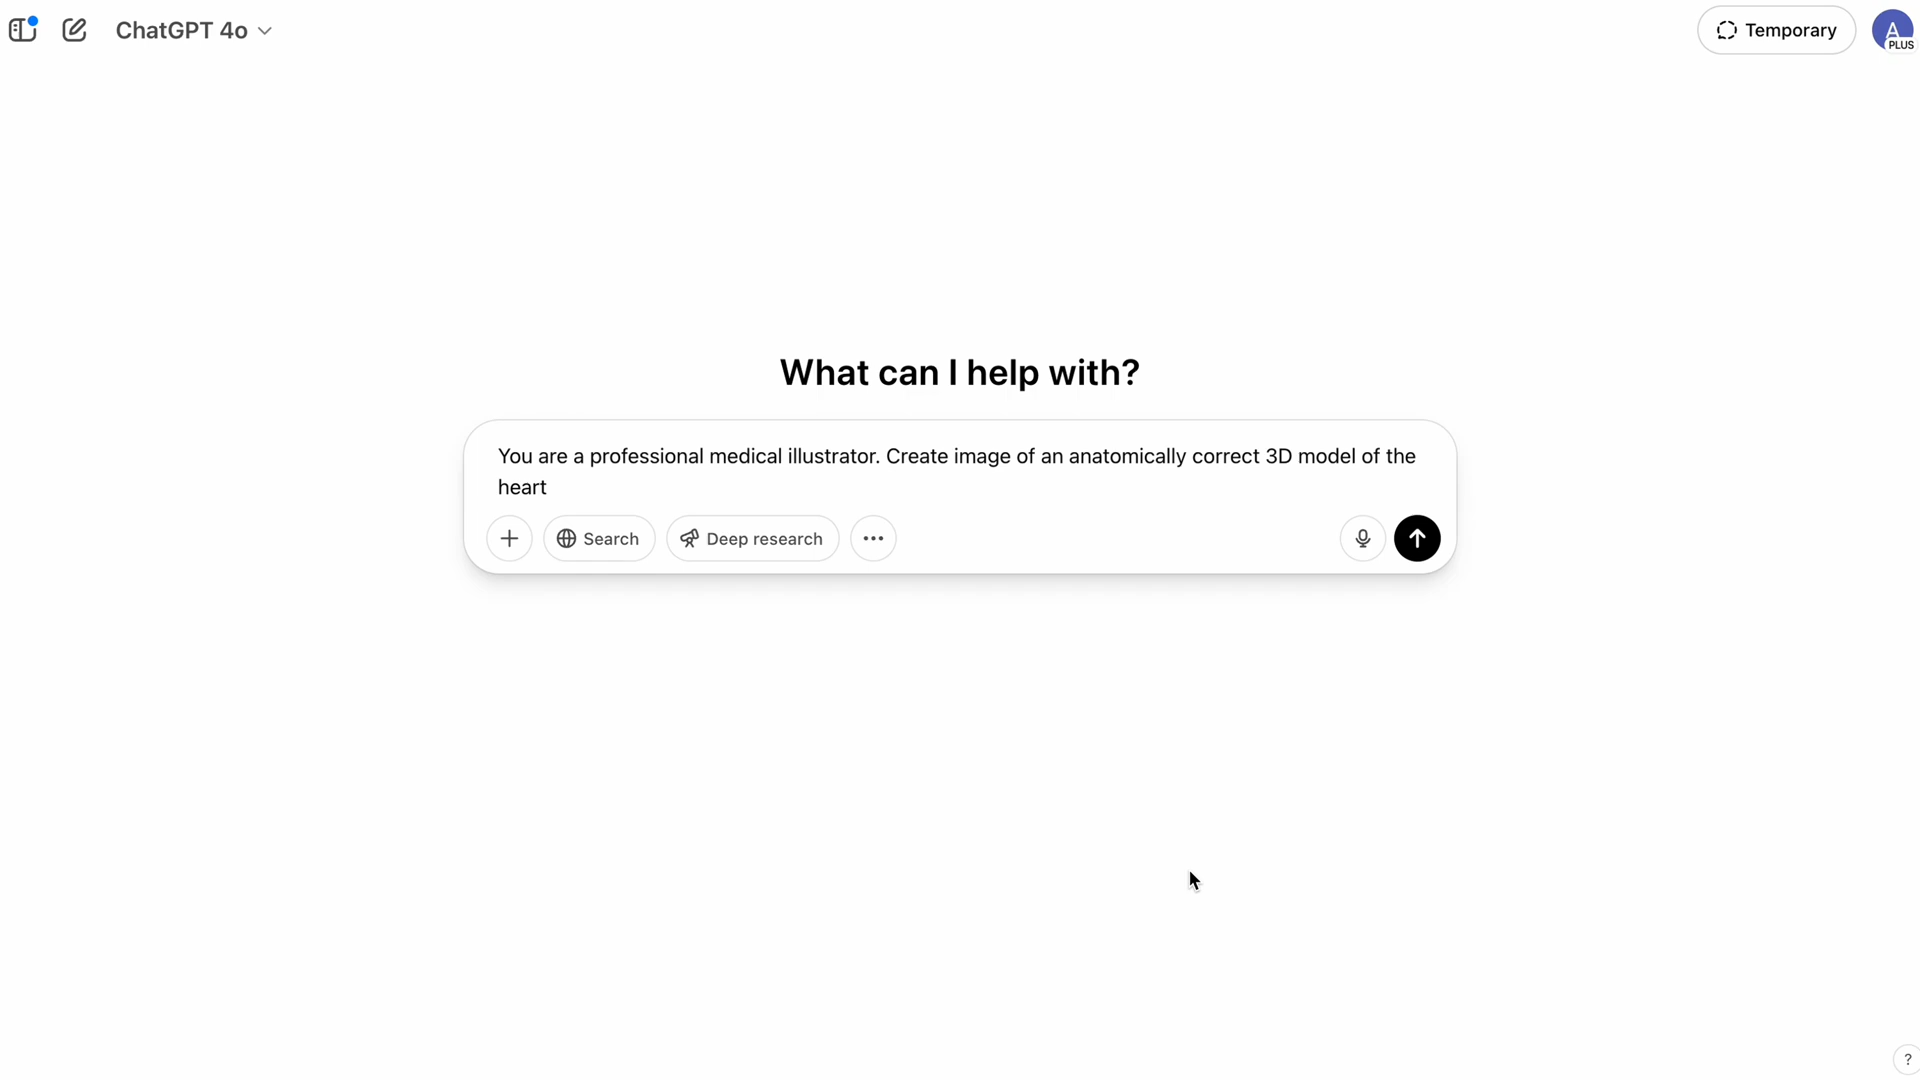 ChatGPT 4o
Temporary
A
PLUS
What can I help with?
You are a professional medical illustrator. Create image of an anatomically correct 3D model of the
heart
Search
Deep research
?